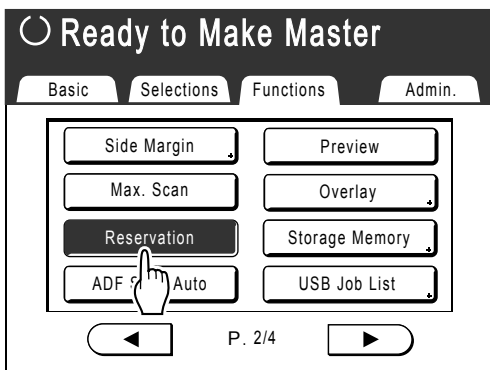 Ready to Make Master
Basic Selections Functions Admin.
Side Margin Preview
Max. Scan Overlay
Reservation Storage Memory
ADF Auto USB Job List
P. 2/4